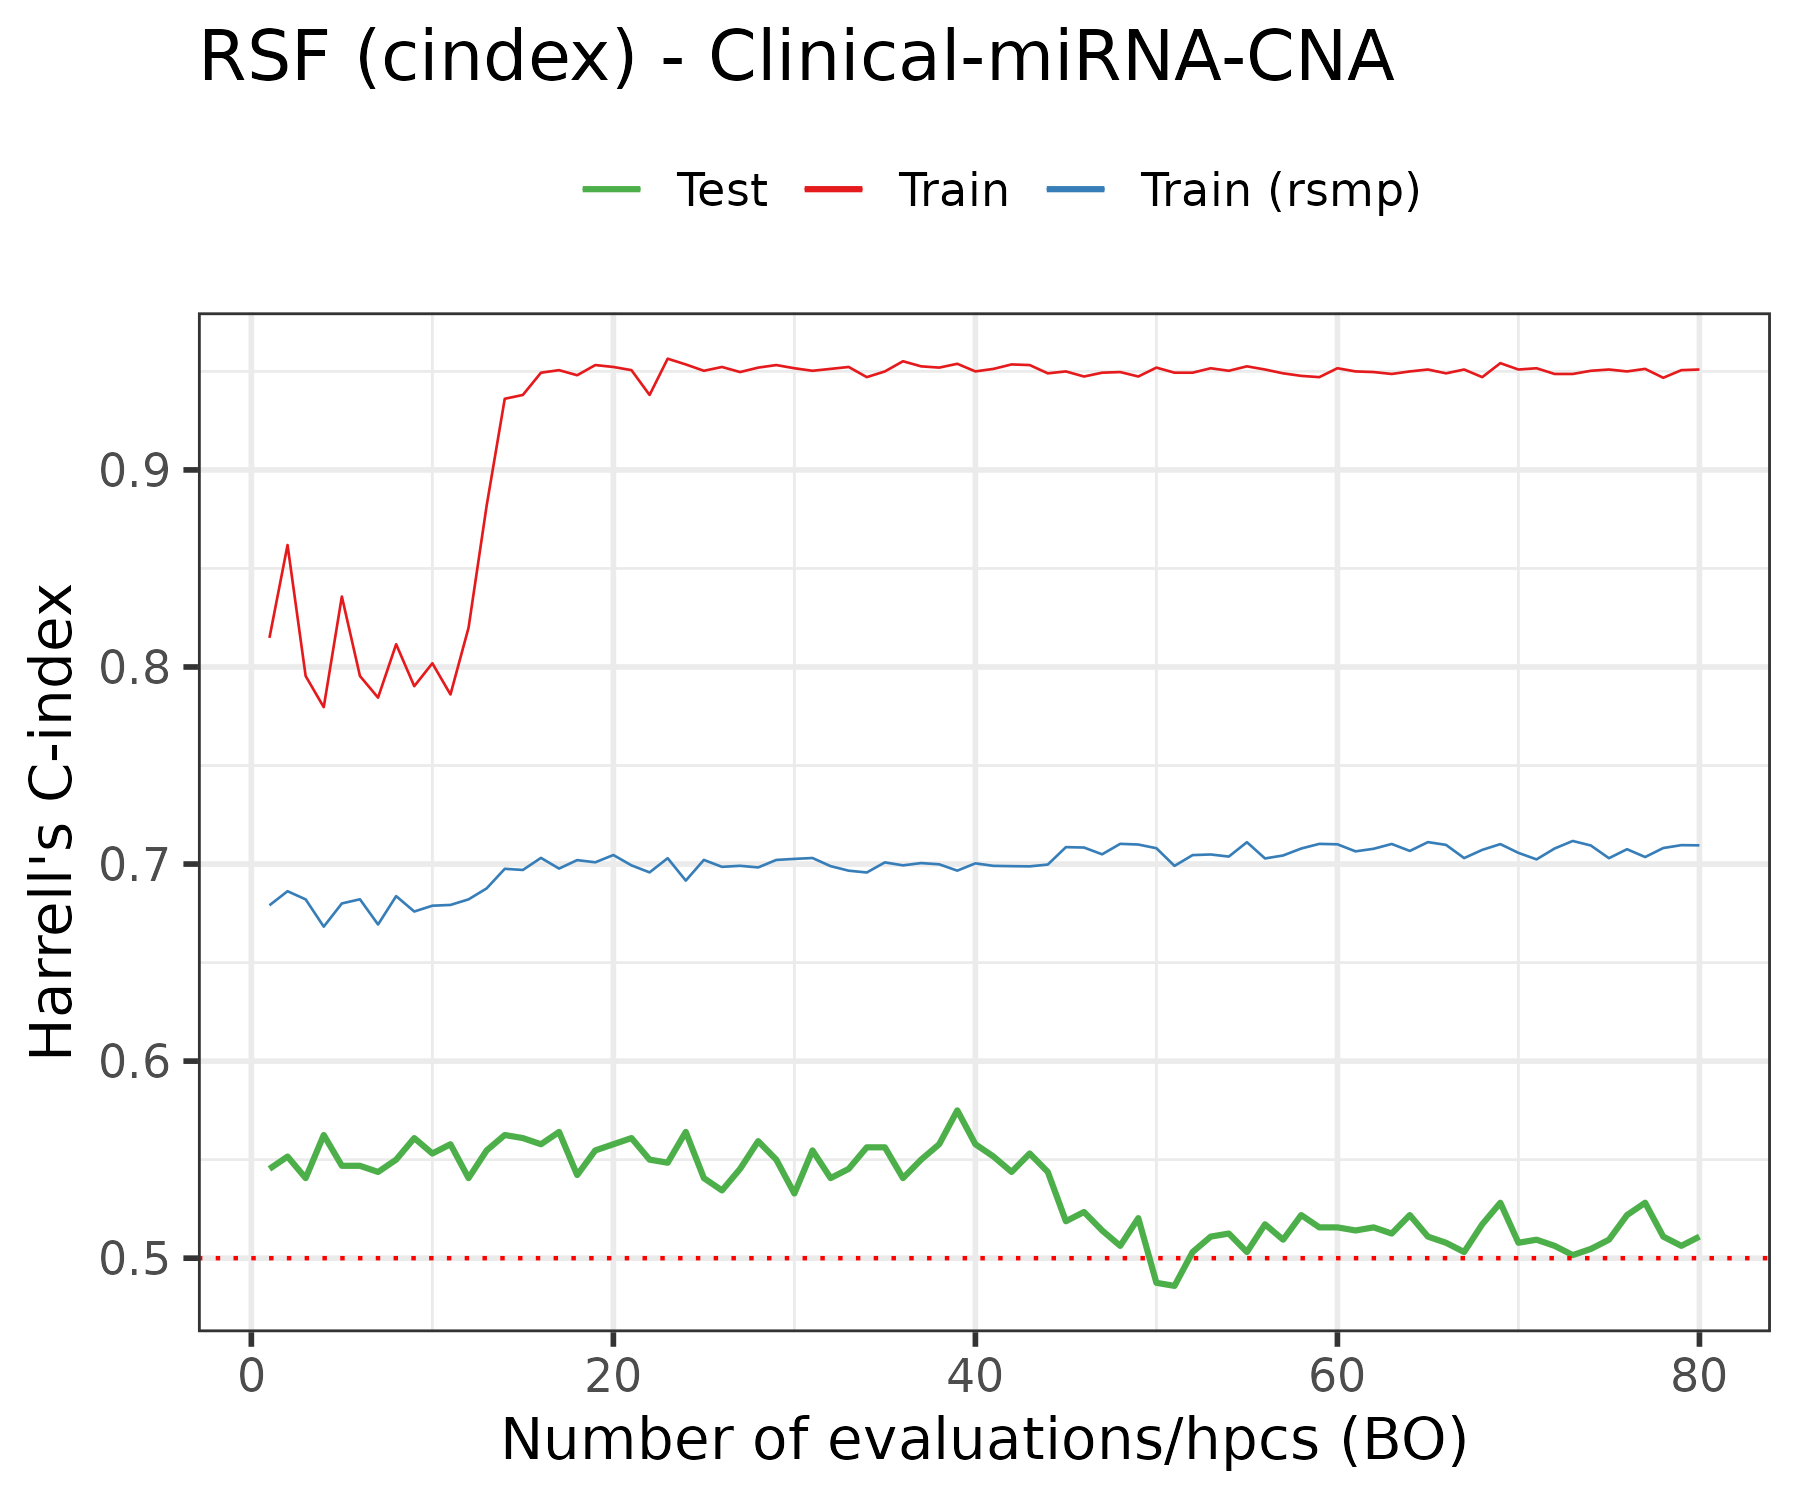 RSF (cindex) - Clinical-miRNA-CNA
Test Train Train (rsmp)
Harrell's C-index
0.9
0.8
0.7
0.6
0.5
0 20 40 60 80
Number of evaluations/hpcs (BO)